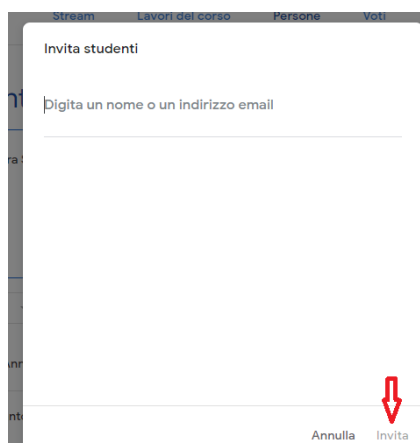 Stream Lavori del corso Persone Voti
Invita studenti
Digita un nome o un indirizzo email
Annulla Invita